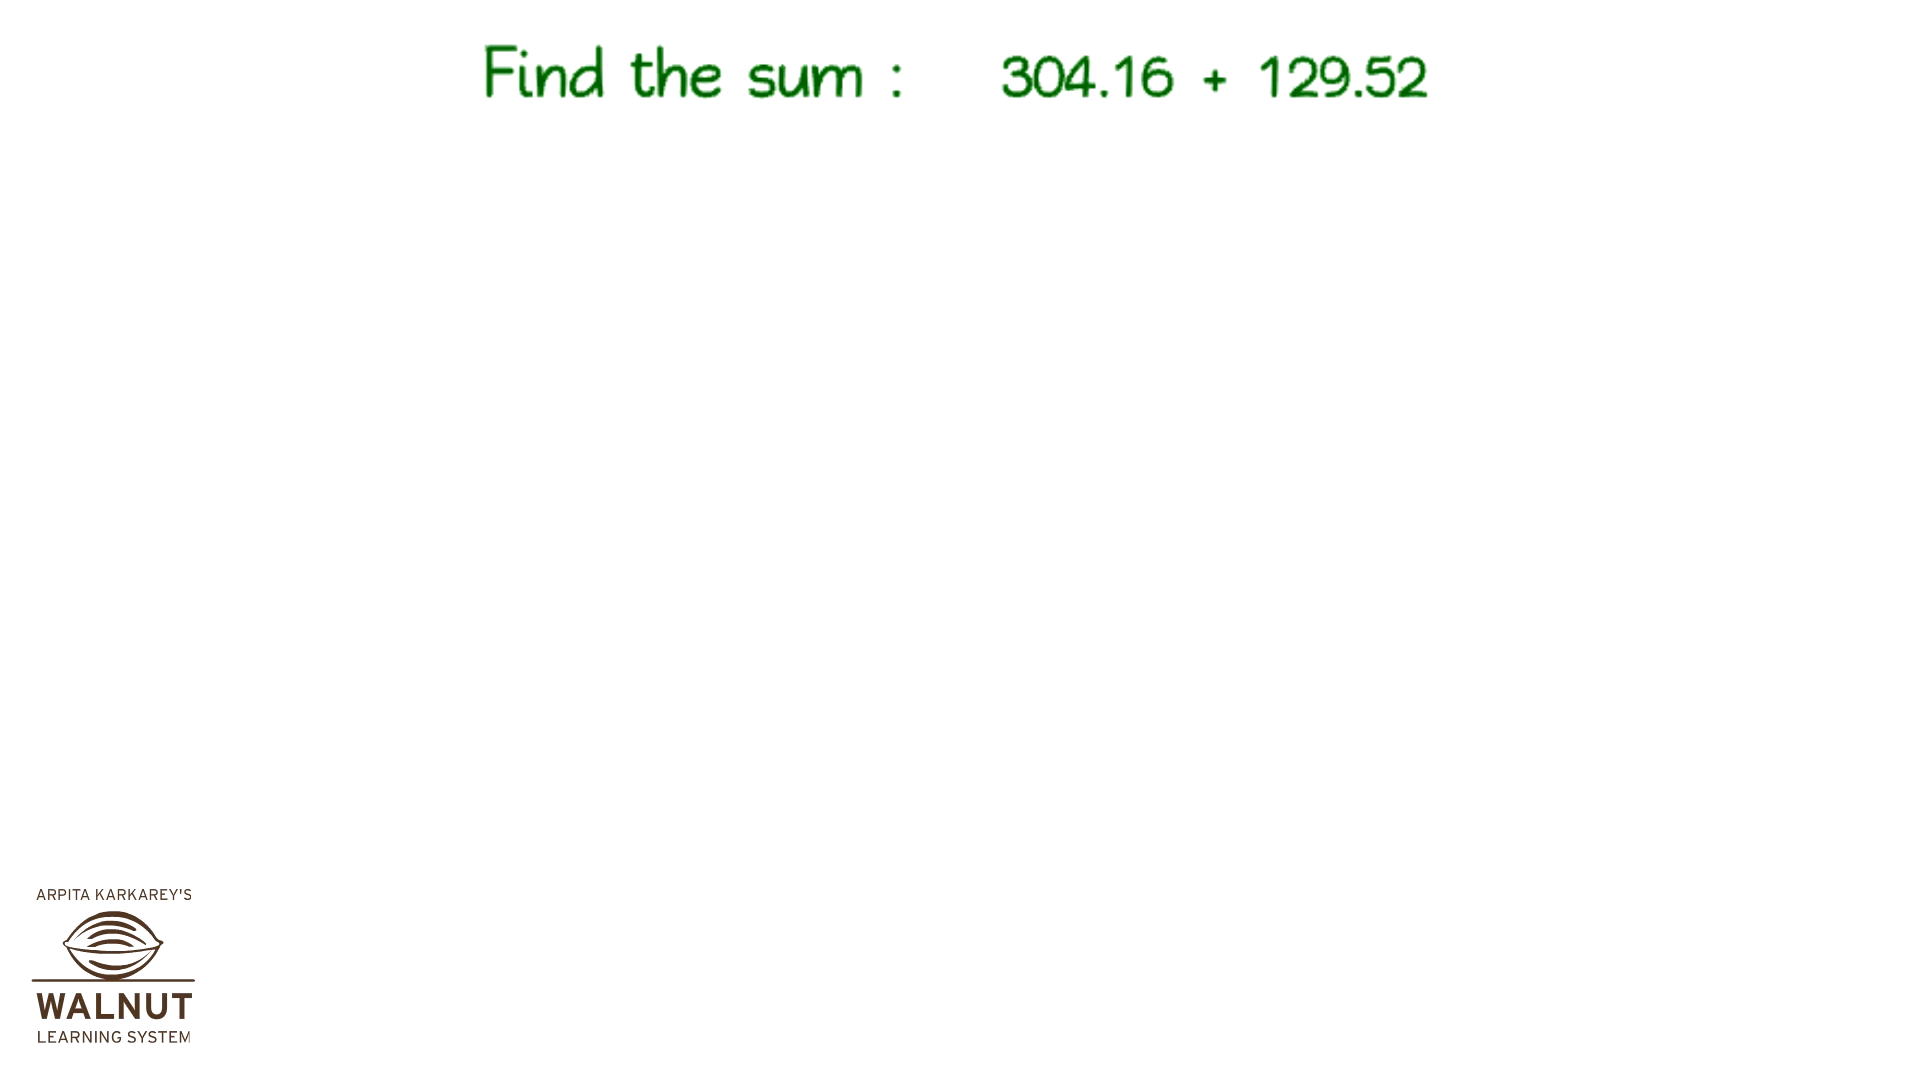 Find the sum : 304.16 + 129.52
ARPITA KARKAREY'S
WALNUT
LEARNING SYSTEM